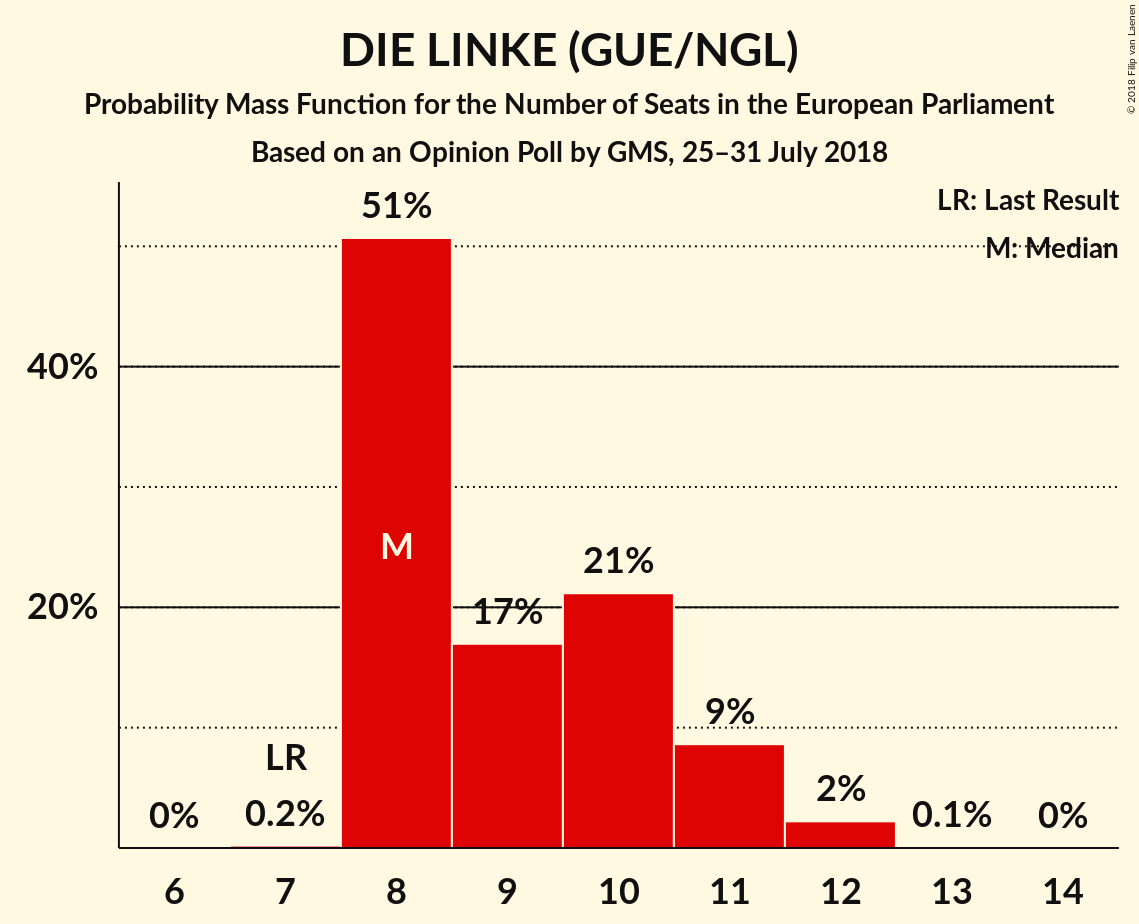 DIE LINKE (GUE/NGL)
Probability Mass Function for the Number of Seats in the European Parliament
Based on an Opinion Poll by GMS, 25–31 July 2018
© 2018 Filip van Laenen
LR: Last Result
M: Median
51%
40%
M
21%
20%
17%
9%
LR
2%
0%
0.2%
0.1%
0%
6 7 8 9 10 11 12 13 14